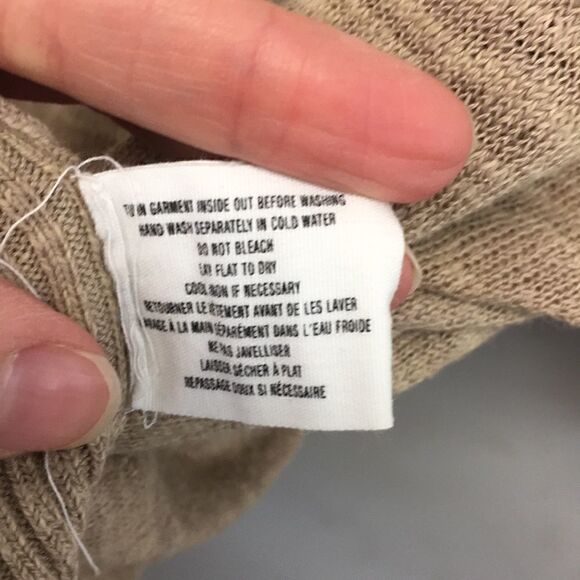 TURN GARMENT INSIDE OUT BEFORE WASHING
HAND WASH SEPARATELY IN COLD WATER
DO NOT BLEACH
LAY FLAT TO DRY
COOL IRON IF NECESSARY
RETOURNER LE VÊTEMENT AVANT DE LES LAVER
LAVAGE À LA MAIN SÉPARÉMENT DANS L'EAU FROIDE
NE PAS JAVELLISER
LAISSER SÉCHER À PLAT
REPASSAGE DOUX SI NÉCESSAIRE